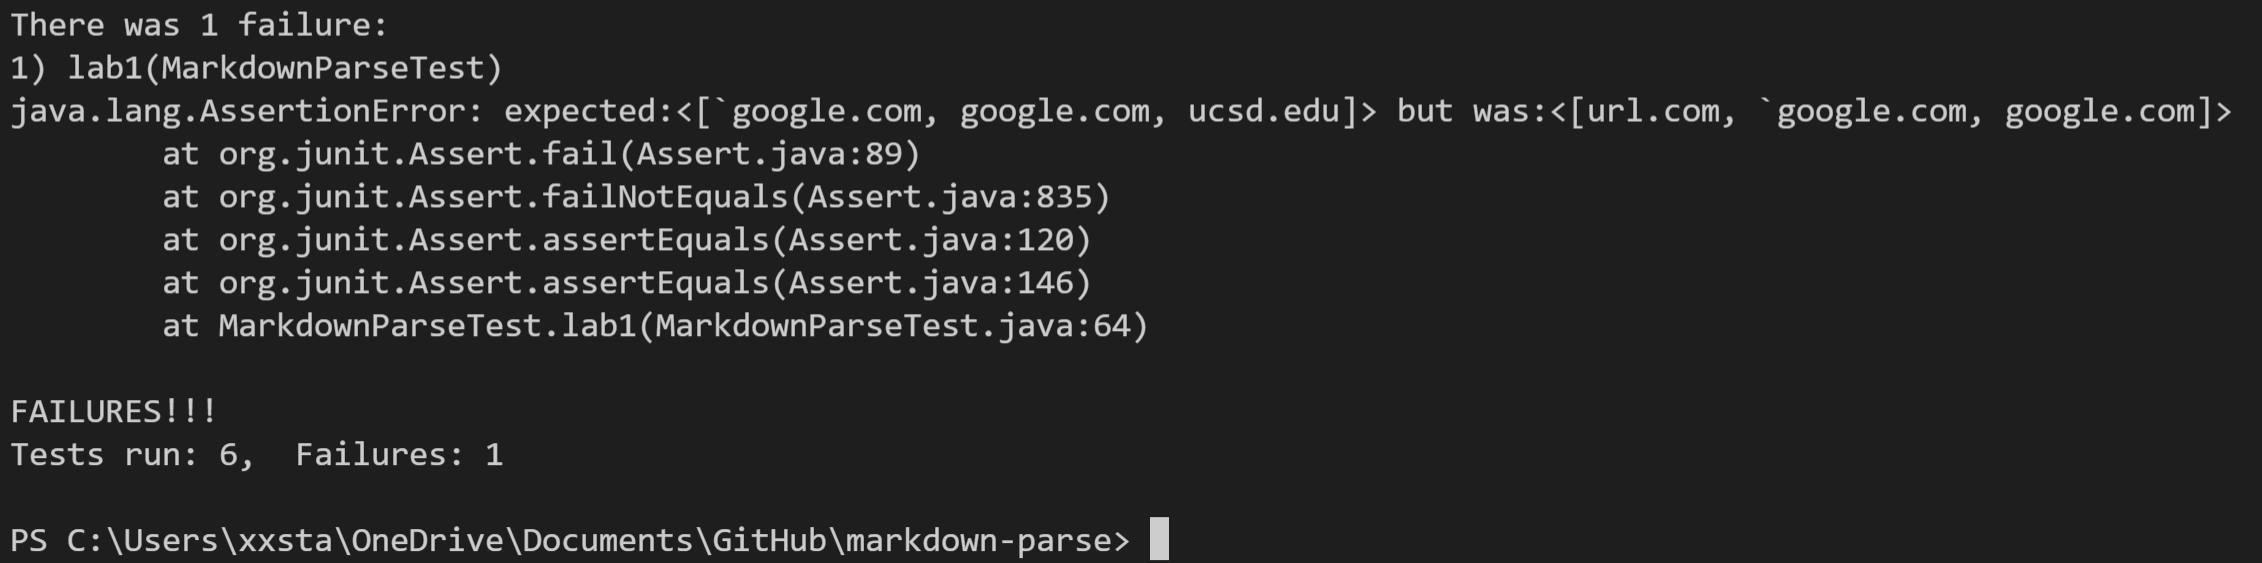 There was 1 failure:
1) lab1(MarkdownParseTest)
java.lang.AssertionError: expected:<[`google.com, google.com, ucsd.edu]> but was:<[url.com, `google.com, google.com]>
        at org.junit.Assert.fail(Assert.java:89)
        at org.junit.Assert.failNotEquals(Assert.java:835)
        at org.junit.Assert.assertEquals(Assert.java:120)
        at org.junit.Assert.assertEquals(Assert.java:146)
        at MarkdownParseTest.lab1(MarkdownParseTest.java:64)
FAILURES!!!
Tests run: 6,  Failures: 1
PS C:\Users\xxsta\OneDrive\Documents\GitHub\markdown-parse>